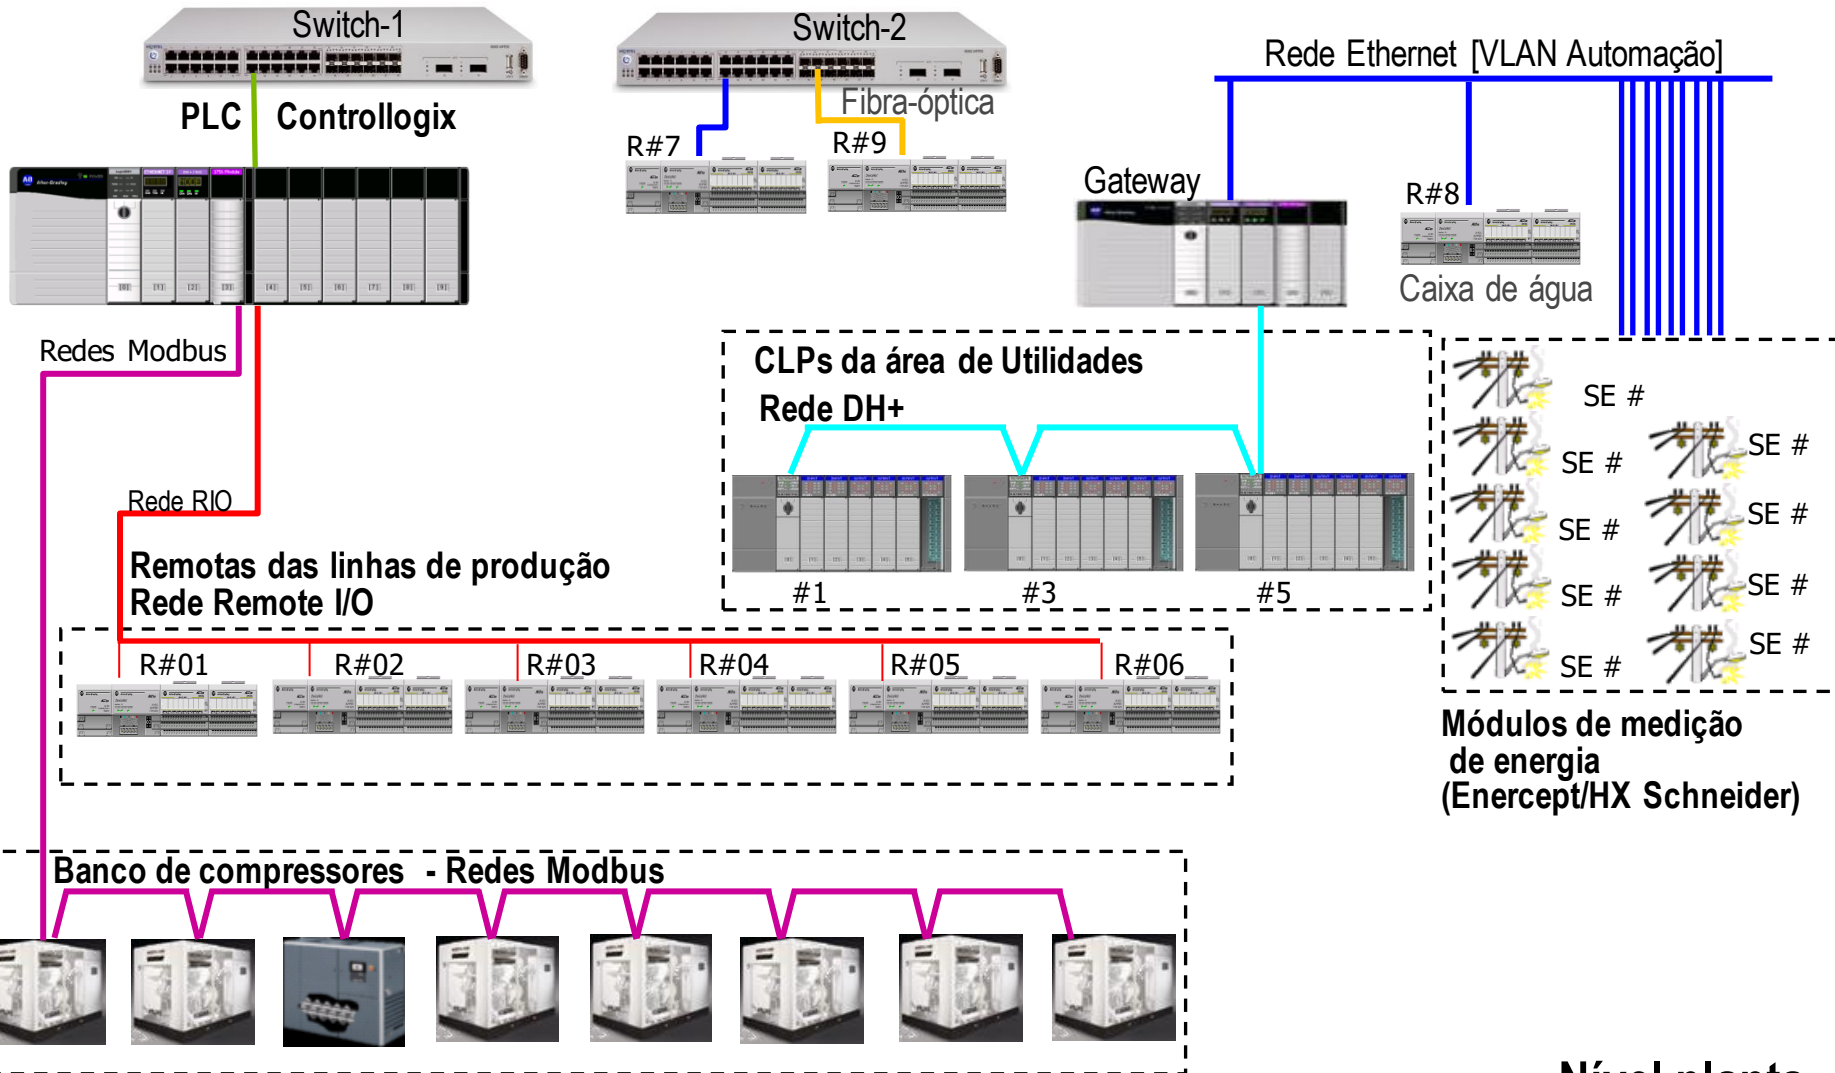 Switch-1
Switch-2
Rede Ethernet [VLAN Automação]
PLC Controllogix
Fibra-óptica
R#7
R#9
Gateway
R#8
Caixa de água
Redes Modbus
CLPs da área de Utilidades
Rede DH+
#1
#3
#5
SE #
SE #
SE #
SE #
SE #
SE #
SE #
SE #
SE #
Rede RIO
Remotas das linhas de produção
Rede Remote I/O
R#01
R#02
R#03
R#04
R#05
R#06
Módulos de medição
de energia
(Enercept/HX Schneider)
Banco de compressores - Redes Modbus
Nível planta